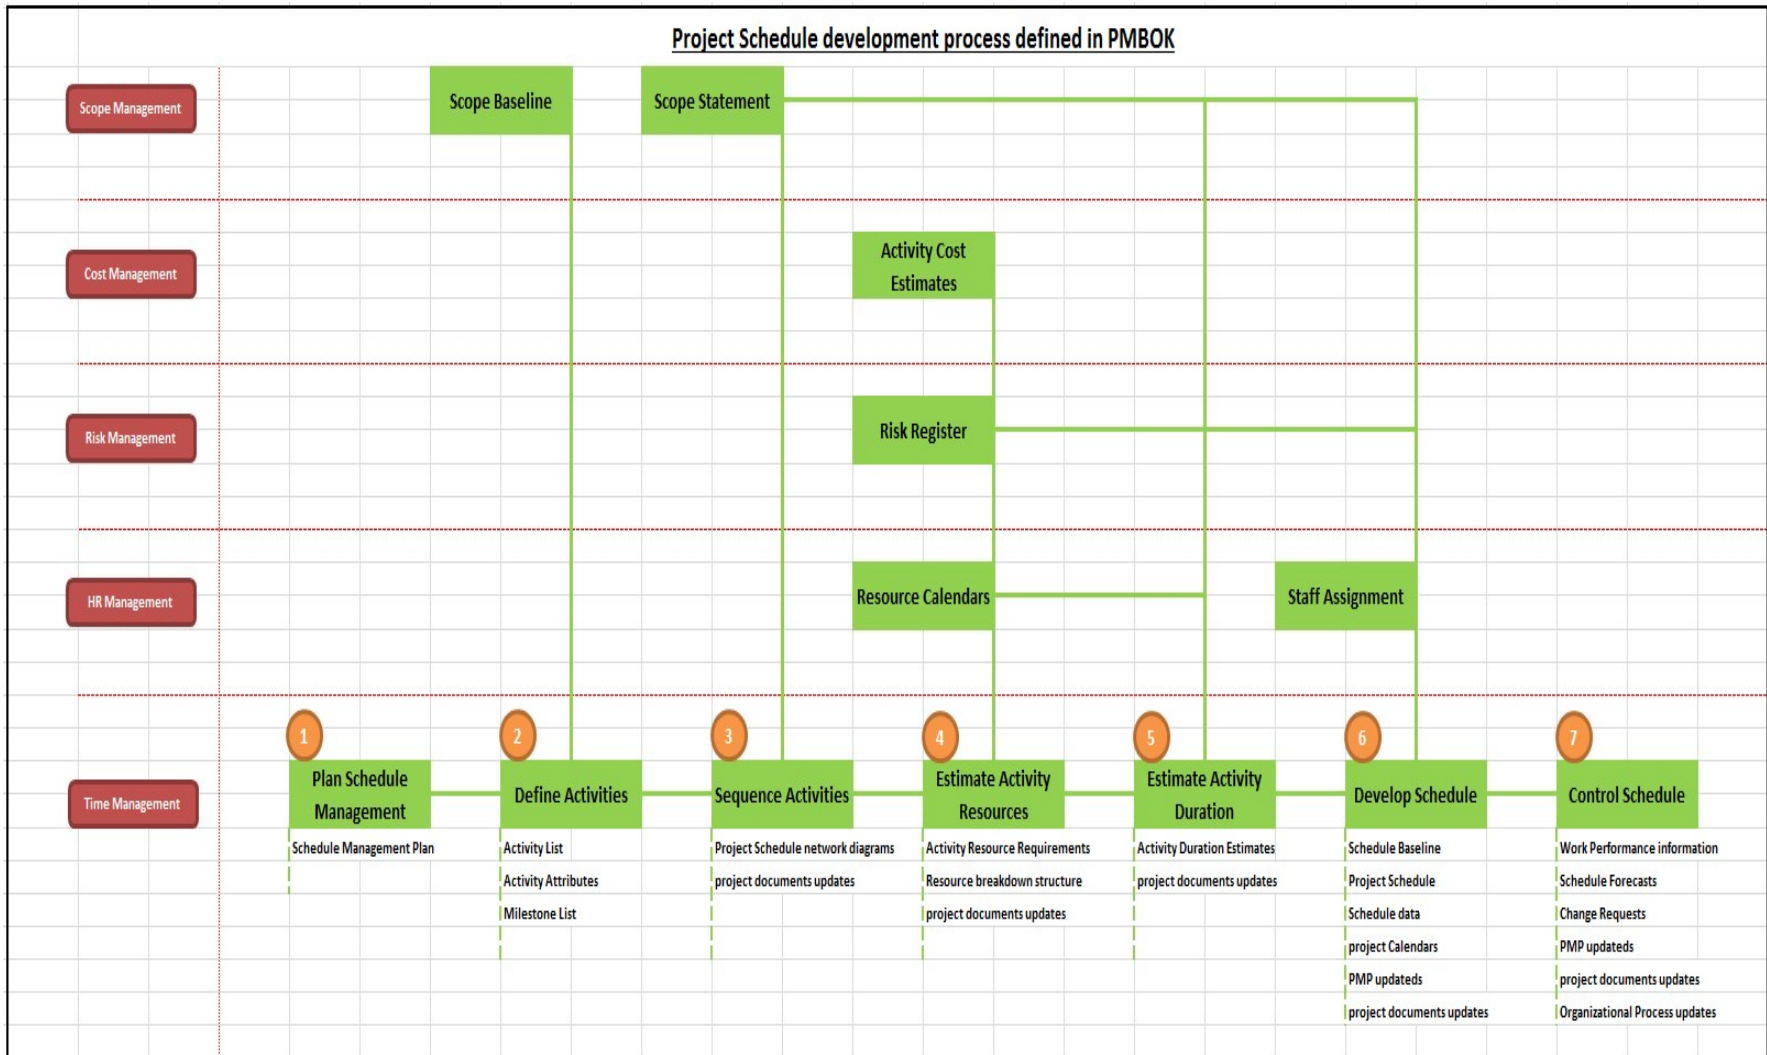 Project Schedule development process defined in PMBOK
Scope Management
Scope Baseline
Scope Statement
Cost Management
Activity Cost
Estimates
Risk Management
Risk Register
HR Management
Resource Calendars
Staff Assignment
1
2
3
4
5
6
7
Time Management
Plan Schedule
Management
Define Activities
Sequence Activities
Estimate Activity
Resources
Estimate Activity
Duration
Develop Schedule
Control Schedule
Schedule Management Plan
Activity List
Activity Attributes
Milestone List
Project Schedule network diagrams
project documents updates
Activity Resource Requirements
Resource breakdown structure
project documents updates
Activity Duration Estimates
project documents updates
Schedule Baseline
Project Schedule
Schedule data
project Calendars
PMP updateds
project documents updates
Work Performance information
Schedule Forecasts
Change Requests
PMP updateds
project documents updates
Organizational Process updates